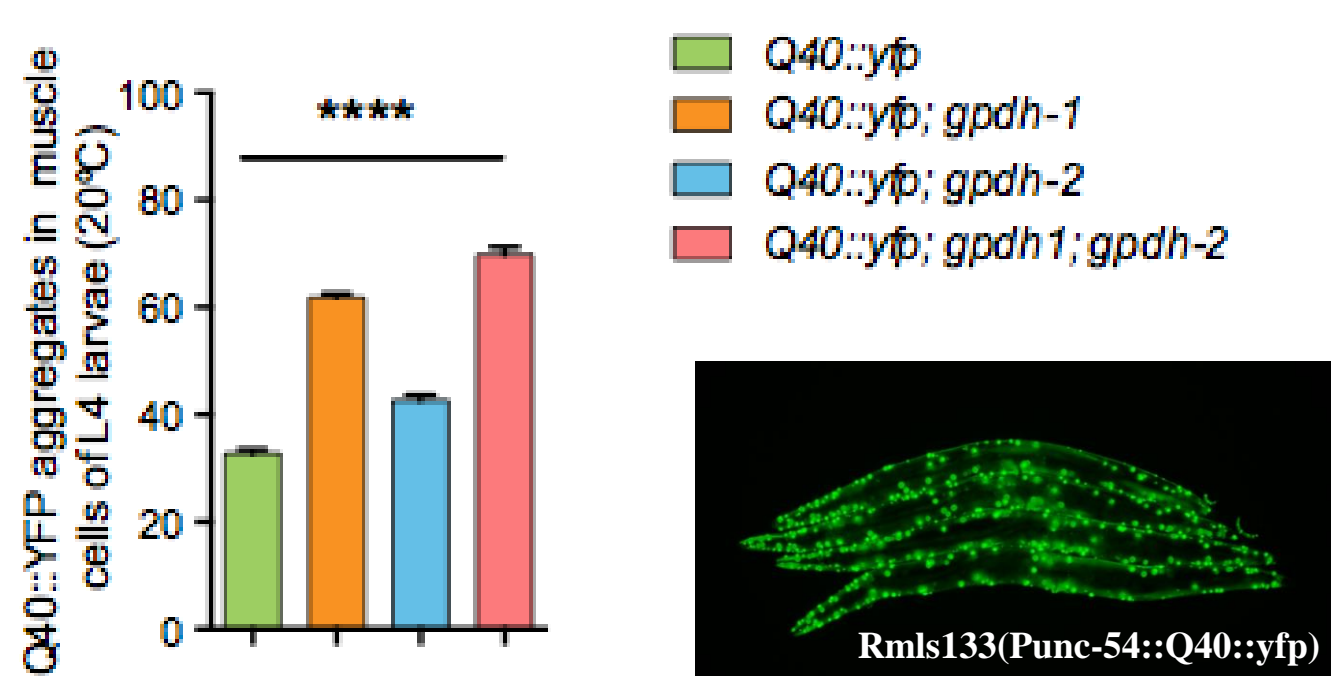 Q40::YFP aggregates in muscle
cells of L4 larvae (20ºC)
100
80
60
40
20
0
****
Q40::yfp
Q40::yfp; gpdh-1
Q40::yfp; gpdh-2
Q40::yfp; gpdh1; gpdh-2
Rmls133(Punc-54::Q40::yfp)